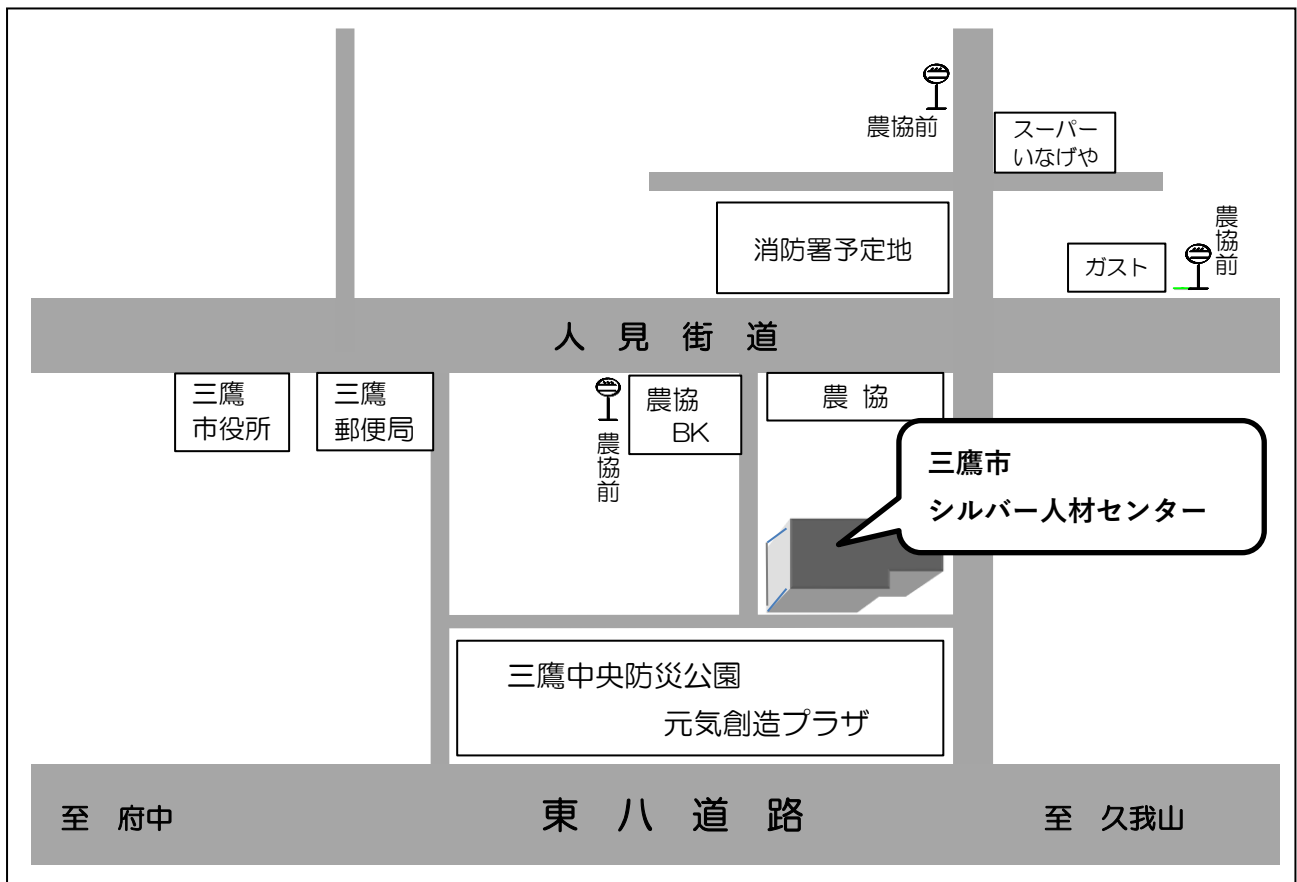 農協前
スーパー
いなげや
消防署予定地
ガスト
農協前
人見街道
三鷹
市役所
三鷹
郵便局
農協前
農協
BK
農協
三鷹市
シルバー人材センター
三鷹中央防災公園
元気創造プラザ
至 府中
東八道路
至 久我山